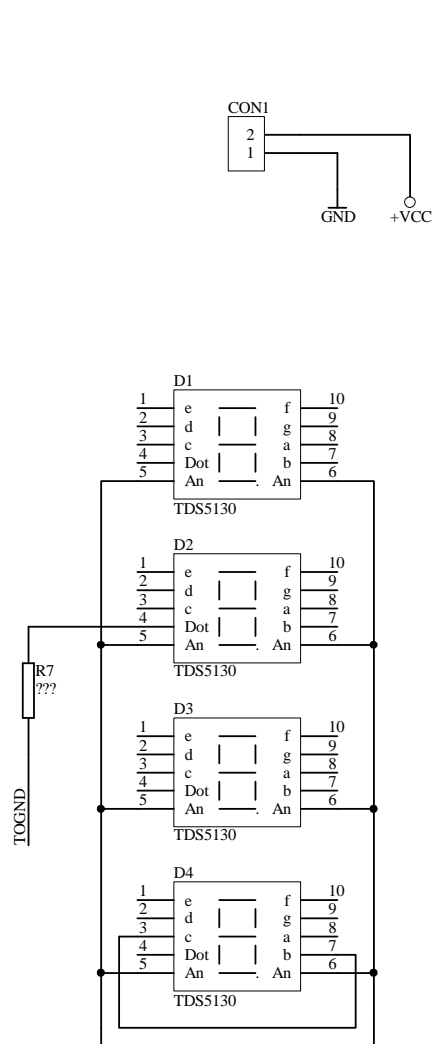 CON1
2
1
GND
+VCC
D1
1 e f 10
2 d g 9
3 c a 8
4 Dot b 7
5 An An 6
TDS5130
D2
1 e f 10
2 d g 9
3 c a 8
4 Dot b 7
5 An An 6
TDS5130
R7
???
D3
1 e f 10
2 d g 9
3 c a 8
4 Dot b 7
5 An An 6
TDS5130
TOGND
D4
1 e f 10
2 d g 9
3 c a 8
4 Dot b 7
5 An An 6
TDS5130